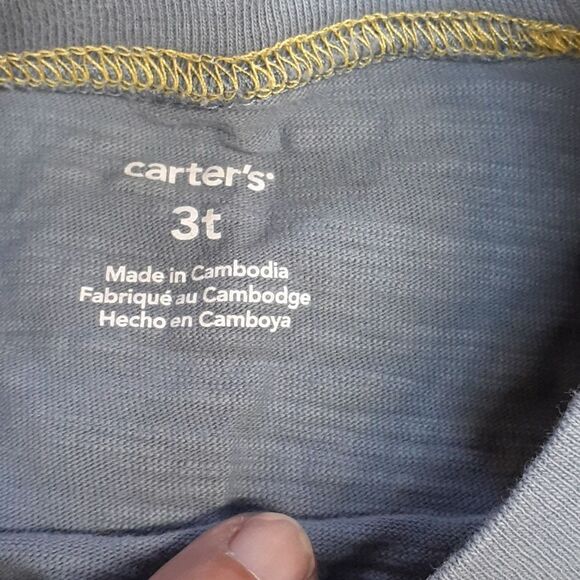 carter's
3t
Made in Cambodia
Fabriqué au Cambodge
Hecho en Camboya